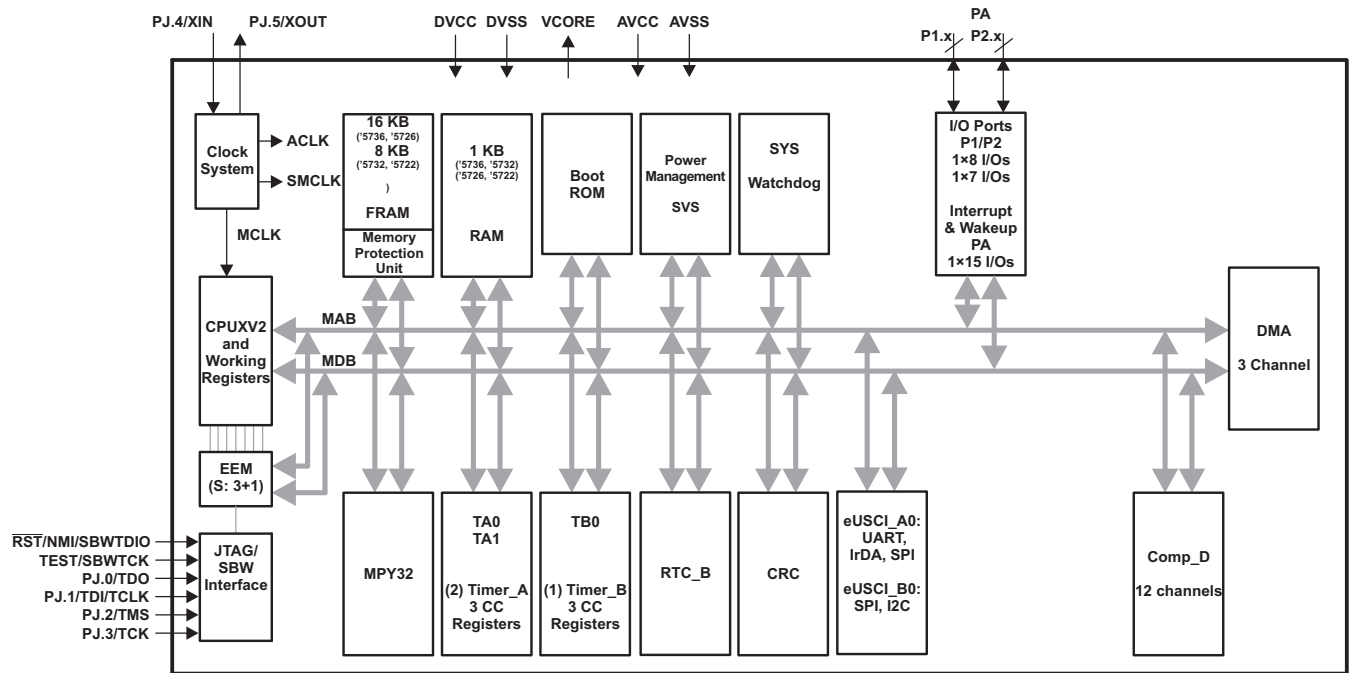 PJ.4/XIN
PJ.5/XOUT
DVCC
DVSS
VCORE
AVCC
AVSS
PA
P1.x
P2.x
Clock
System
ACLK
SMCLK
MCLK
16 KB
('5736, '5726)
8 KB
('5732, '5722)
)
FRAM
Memory
Protection
Unit
1 KB
('5736, '5732)
('5726, '5722)
RAM
Boot
ROM
Power
Management
SVS
SYS
Watchdog
I/O Ports
P1/P2
1×8 I/Os
1×7 I/Os
Interrupt
& Wakeup
PA
1×15 I/Os
CPUXV2
and
Working
Registers
MAB
MDB
DMA
3 Channel
EEM
(S: 3+1)
RST/NMI/SBWTDIO
TEST/SBWTCK
PJ.0/TDO
PJ.1/TDI/TCLK
PJ.2/TMS
PJ.3/TCK
JTAG/
SBW
Interface
MPY32
TA0
TA1
(2) Timer_A
3 CC
Registers
TB0
(1) Timer_B
3 CC
Registers
RTC_B
CRC
eUSCI_A0:
UART,
IrDA, SPI
eUSCI_B0:
SPI, I2C
Comp_D
12 channels